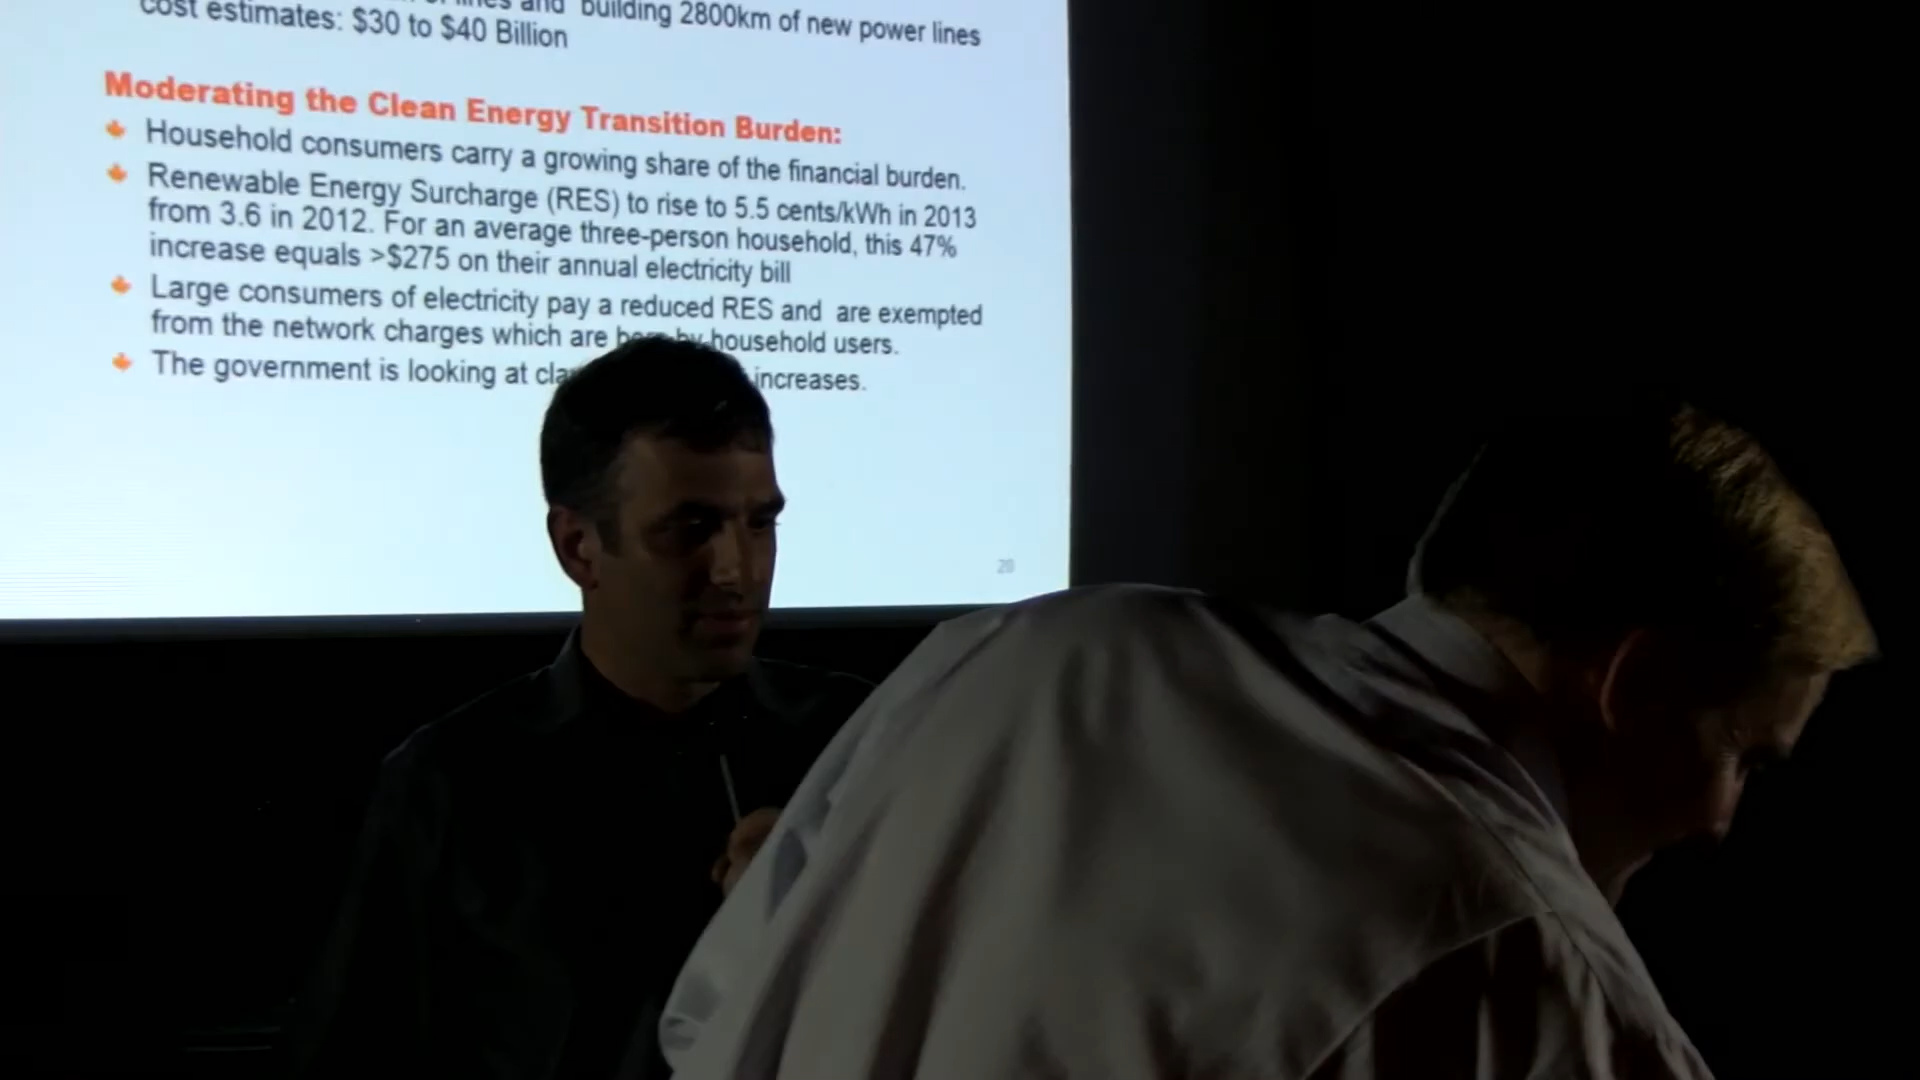 and building 2800km of new power lines
cost estimates: $30 to $40 Billion
Moderating the Clean Energy Transition Burden:
Household consumers carry a growing share of the financial burden.
Renewable Energy Surcharge (RES) to rise to 5.5 cents/kWh in 2013
from 3.6 in 2012. For an average three-person household, this 47%
increase equals >$275 on their annual electricity bill
Large consumers of electricity pay a reduced RES and are exempted
from the network charges which are by household users.
The government is looking at increases.
20